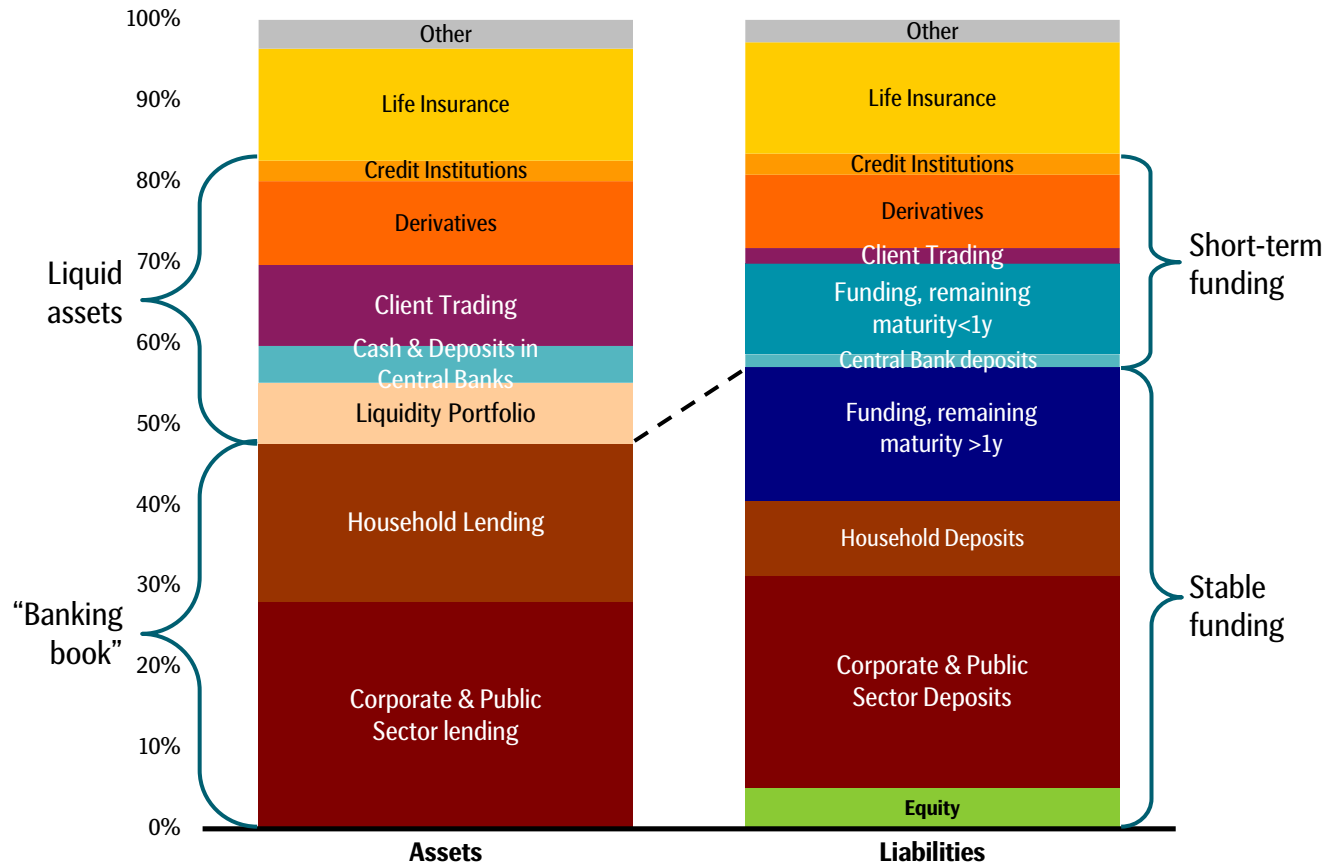 100%
90%
80%
70%
60%
50%
40%
30%
20%
10%
0%
Liquid
assets
“Banking
book”
Other
Life Insurance
Credit Institutions
Derivatives
Client Trading
Cash & Deposits in
Central Banks
Liquidity Portfolio
Household Lending
Corporate & Public
Sector lending
Assets
Other
Life Insurance
Credit Institutions
Derivatives
Client Trading
Funding, remaining
maturity<1y
Central Bank deposits
Funding, remaining
maturity >1y
Household Deposits
Corporate & Public
Sector Deposits
Equity
Liabilities
Short-term
funding
Stable
funding